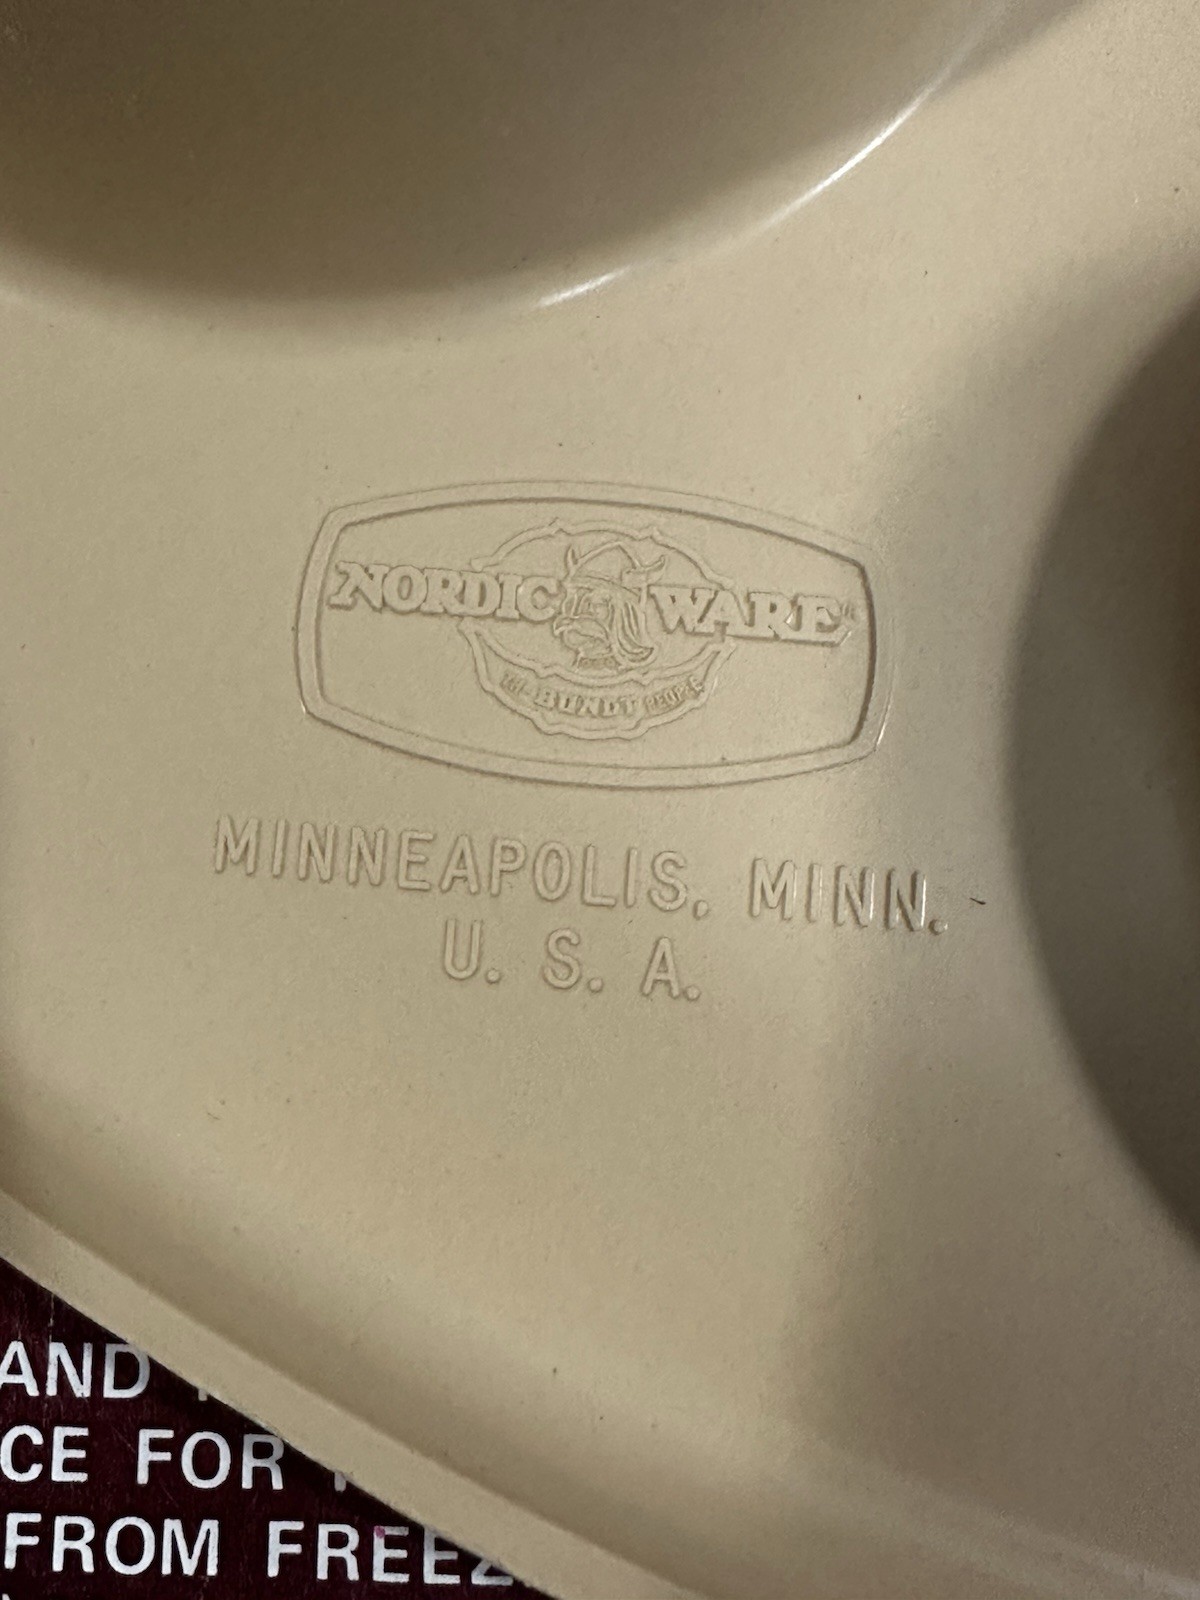 NORDIC WARE®
THE BUNDT PEOPLE
MINNEAPOLIS, MINN.
U. S. A.
AND
CE FOR
FROM FREEZ